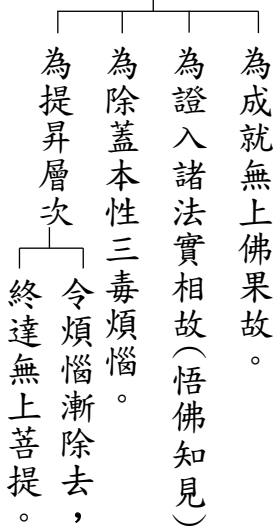 為成就無上佛果故。
為證入諸法實相故(悟佛知見)
為除蓋本性三毒煩惱。
為提昇層次
令煩惱漸除去,
終達無上菩提。